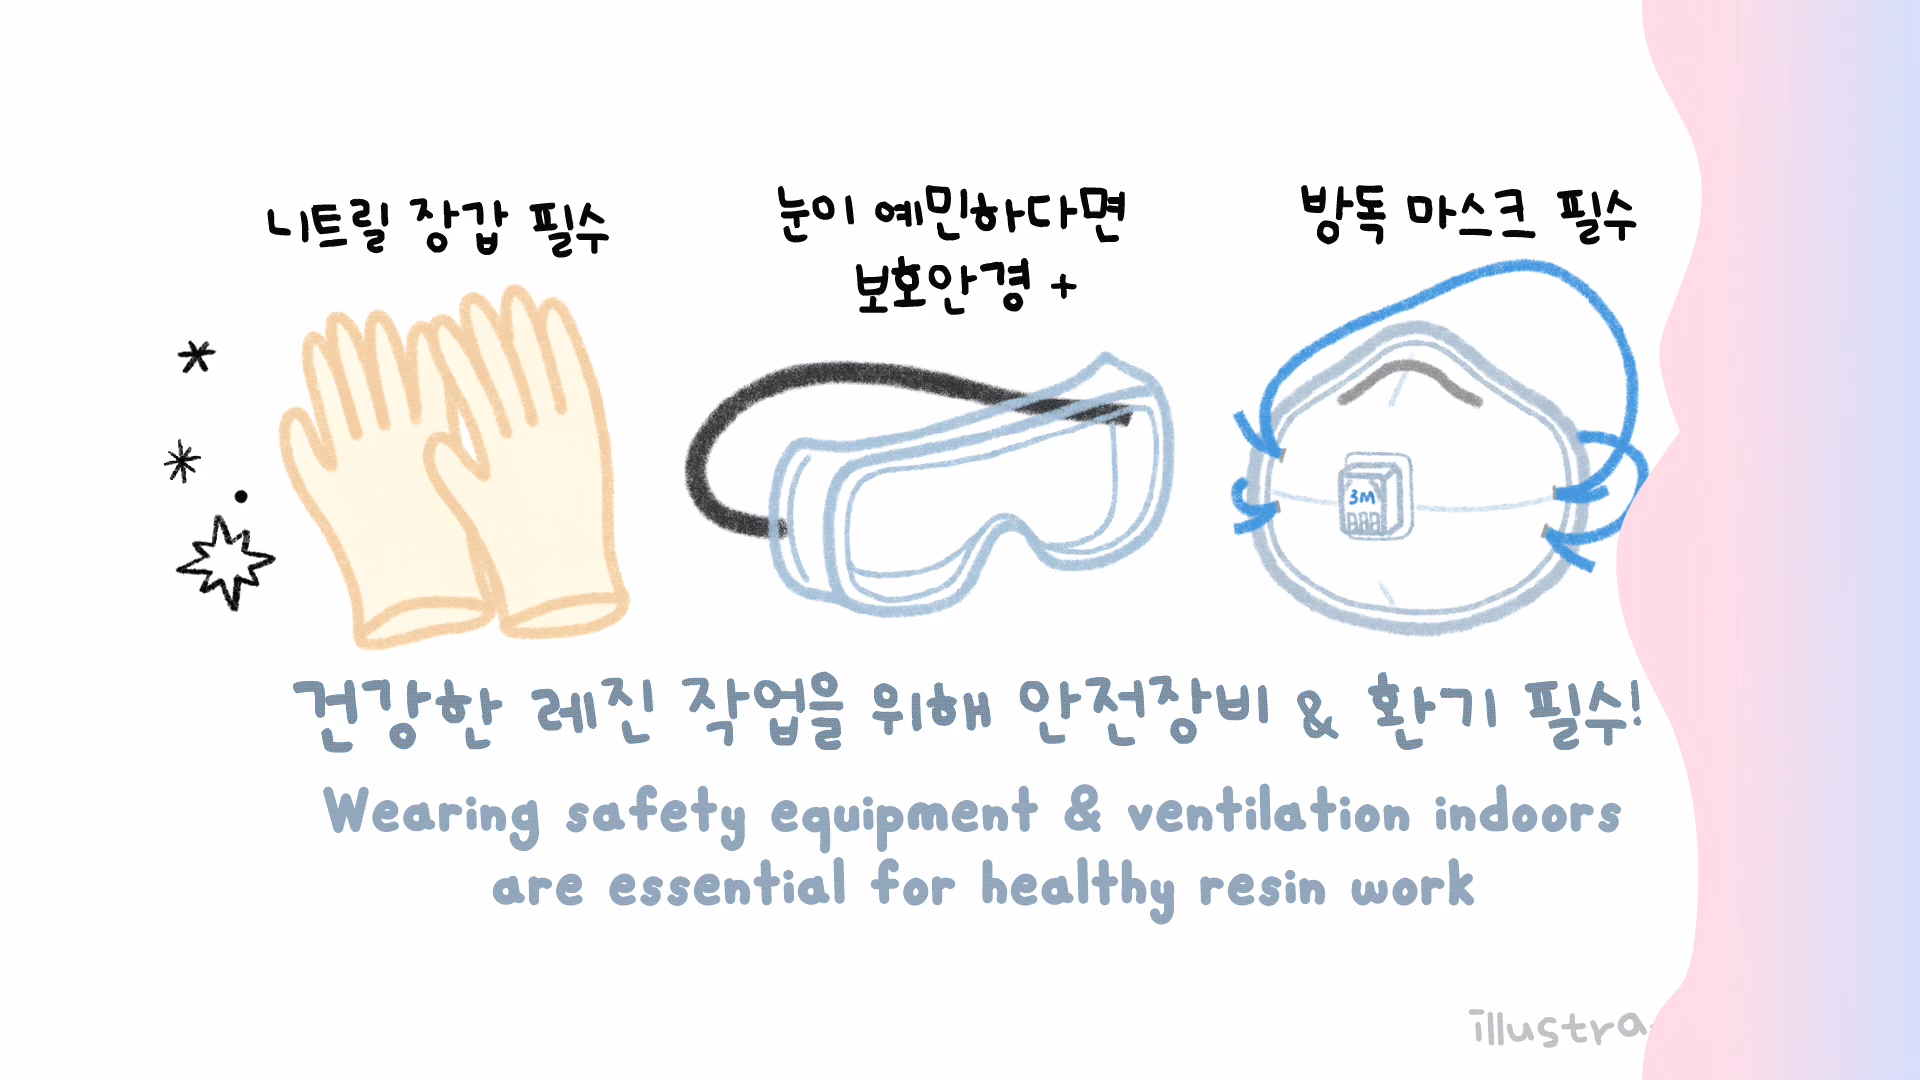 니트릴 장갑 필수
눈이 예민하다면
보호안경 +
방독 마스크 필수
3M
건강한 레진 작업을 위해 안전장비 & 환기 필수!
Wearing safety equipment & ventilation indoors
are essential for healthy resin work